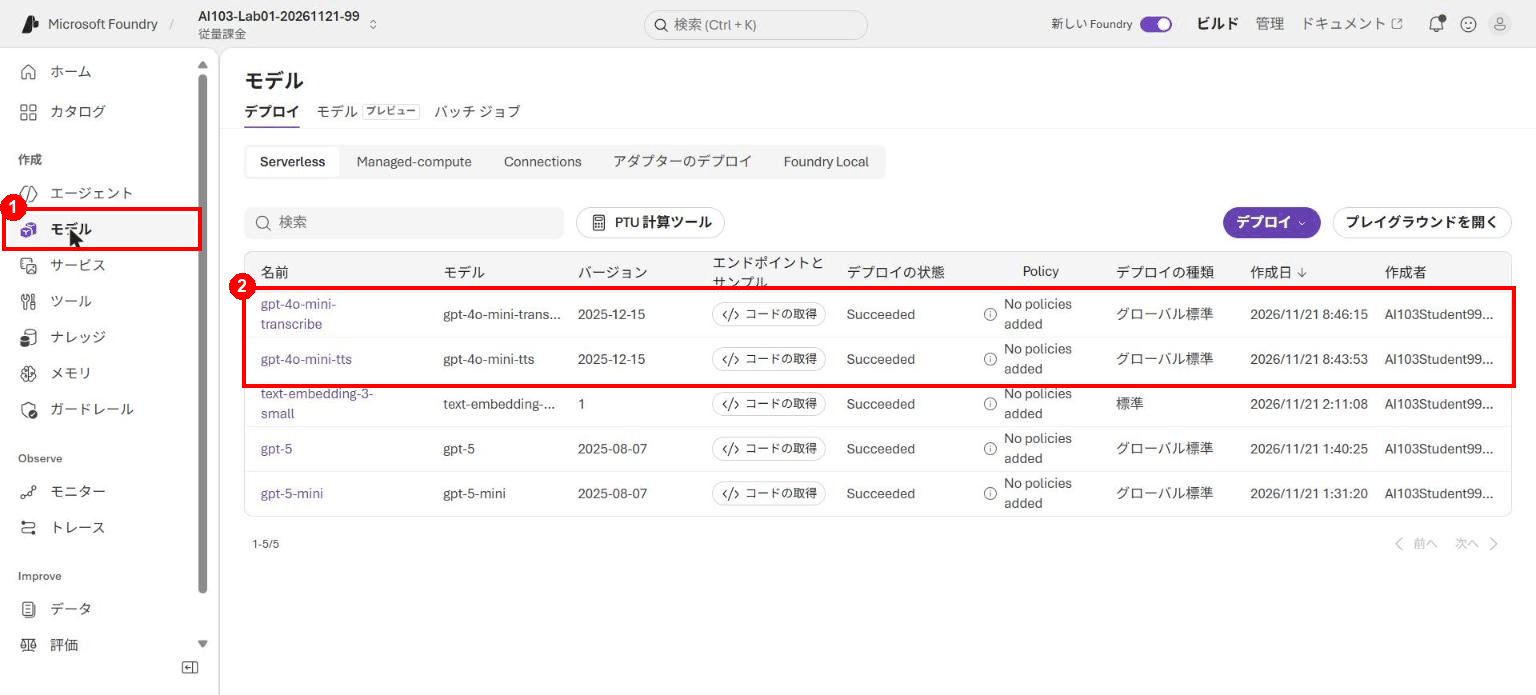 Microsoft Foundry / AI103-Lab01-20261121-99
従量課金
検索 (Ctrl + K)
新しい Foundry ビルド 管理 ドキュメント
ホーム
カタログ
作成
エージェント
1
モデル
サービス
ツール
ナレッジ
メモリ
ガードレール
Observe
モニター
トレース
Improve
データ
評価
モデル
デプロイ モデル プレビュー バッチ ジョブ
Serverless Managed-compute Connections アダプターのデプロイ Foundry Local
検索 PTU 計算ツール デプロイ プレイグラウンドを開く
名前 モデル バージョン エンドポイントとサンプル デプロイの状態 Policy デプロイの種類 作成日 ↓ 作成者
2
gpt-4o-mini-transcribe gpt-4o-mini-trans... 2025-12-15 </> コードの取得 Succeeded No policies added グローバル標準 2026/11/21 8:46:15 AI103Student99...
gpt-4o-mini-tts gpt-4o-mini-tts 2025-12-15 </> コードの取得 Succeeded No policies added グローバル標準 2026/11/21 8:43:53 AI103Student99...
text-embedding-3-small text-embedding-... 1 </> コードの取得 Succeeded No policies added 標準 2026/11/21 2:11:08 AI103Student99...
gpt-5 gpt-5 2025-08-07 </> コードの取得 Succeeded No policies added グローバル標準 2026/11/21 1:40:25 AI103Student99...
gpt-5-mini gpt-5-mini 2025-08-07 </> コードの取得 Succeeded No policies added グローバル標準 2026/11/21 1:31:20 AI103Student99...
1-5/5
前へ 次へ